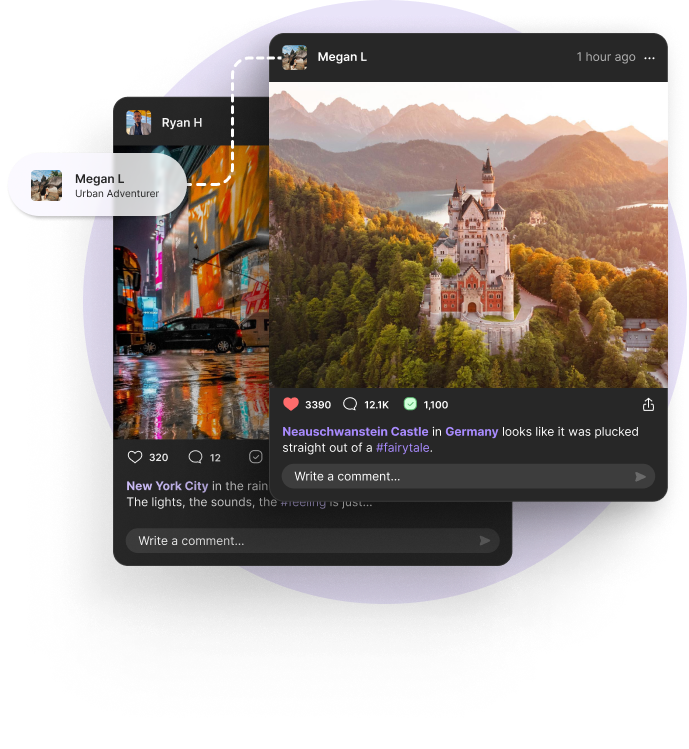 Megan L
1 hour ago
Ryan H
Megan L
Urban Adventurer
3390
12.1K
1,100
Neauschwanstein Castle in Germany looks like it was plucked
straight out of a #fairytale.
Write a comment...
320
12
New York City in the rain
The lights, the sounds, the #feeling is just...
Write a comment...